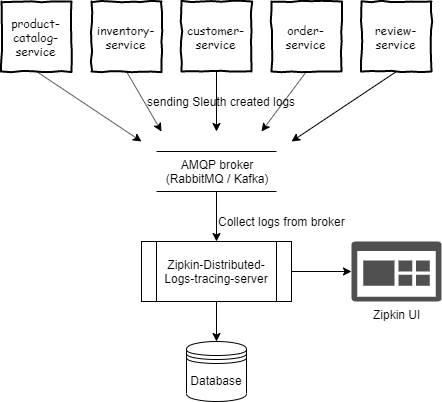 product-
catalog-
service
inventory-
service
customer-
service
order-
service
review-
service
sending Sleuth created logs
AMQP broker
(RabbitMQ / Kafka)
Collect logs from broker
Zipkin-Distributed-
Logs-tracing-server
Zipkin UI
Database